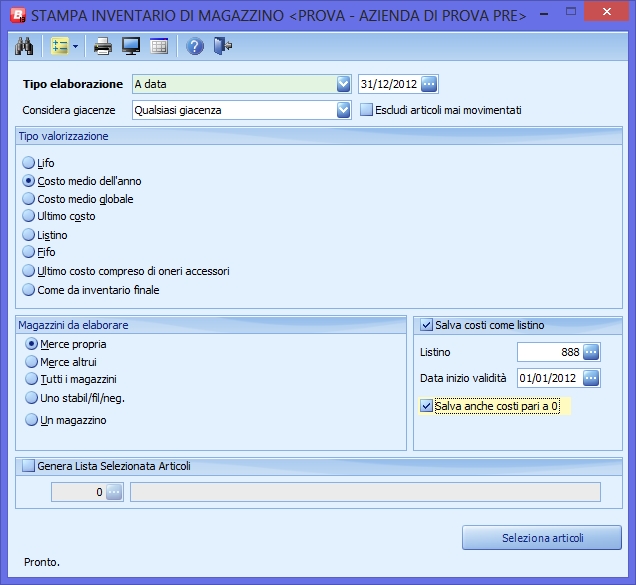 STAMPA INVENTARIO DI MAGAZZINO <PROVA - AZIENDA DI PROVA PRE>
Tipo elaborazione A data 31/12/2012
Considera giacenze Qualsiasi giacenza Escludi articoli mai movimentati
Tipo valorizzazione
Lifo
Costo medio dell'anno
Costo medio globale
Ultimo costo
Listino
Fifo
Ultimo costo compreso di oneri accessori
Come da inventario finale
Magazzini da elaborare
Merce propria
Merce altrui
Tutti i magazzini
Uno stabil/fil/neg.
Un magazzino
Salva costi come listino
Listino 888
Data inizio validità 01/01/2012
Salva anche costi pari a 0
Genera Lista Selezionata Articoli
0
Seleziona articoli
Pronto.